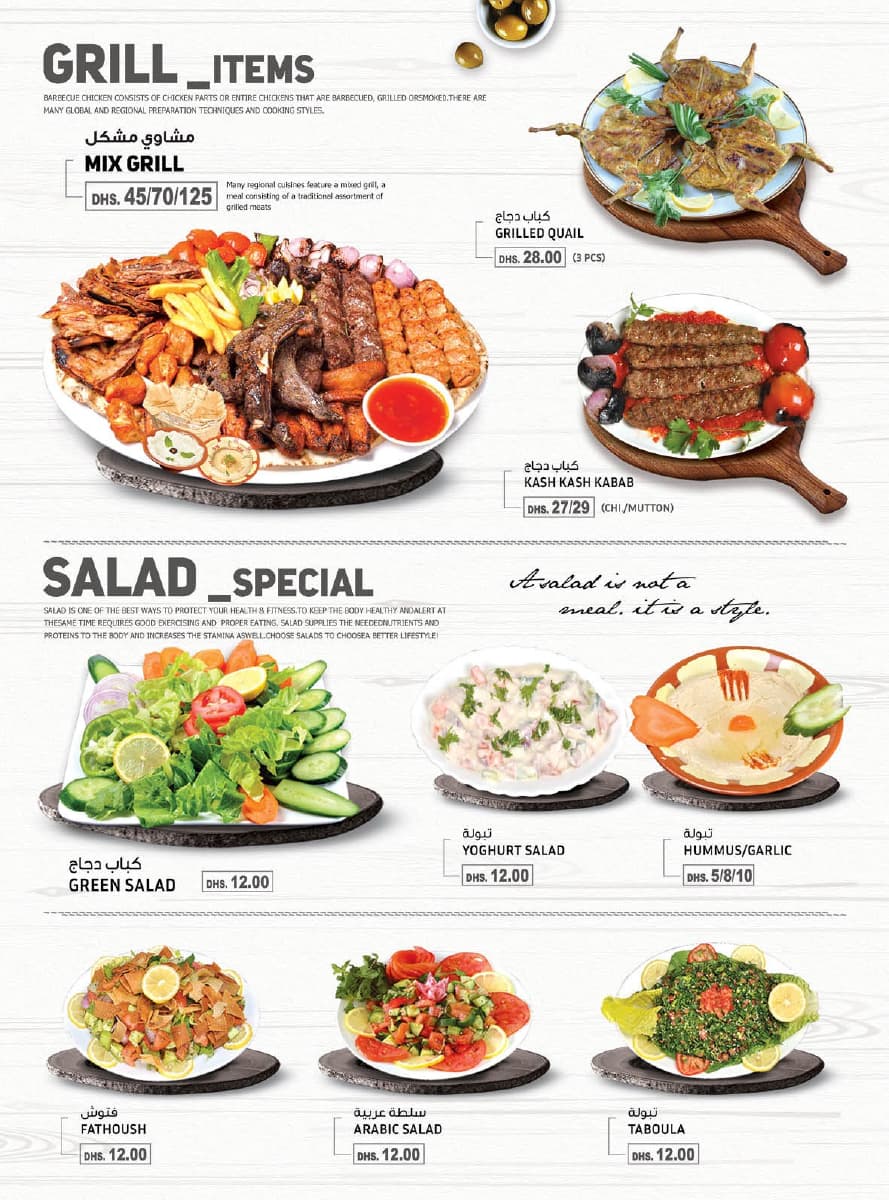 GRILL _ITEMS
BARBECUE CHICKEN CONSISTS OF CHICKEN PARTS OR ENTIRE CHICKENS THAT ARE BARBECUED, GRILLED ORSMOKED.THERE ARE
MANY GLOBAL AND REGIONAL PREPARATION TECHNIQUES AND COOKING STYLES.
مشاوي مشكل
MIX GRILL
DHS. 45/70/125
Many regional cuisines feature a mixed grill, a
meal consisting of a traditional assortment of
grilled meats
كباب دجاج
GRILLED QUAIL
DHS. 28.00 (3 PCS)
كباب دجاج
KASH KASH KABAB
DHS. 27/29 (CHI./MUTTON)
SALAD _SPECIAL
SALAD IS ONE OF THE BEST WAYS TO PROTECT YOUR HEALTH & FITNESS.TO KEEP THE BODY HEALTHY ANDALERT AT
THESAME TIME REQUIRES GOOD EXERCISING AND PROPER EATING. SALAD SUPPLIES THE NEEDEDNUTRIENTS AND
PROTEINS TO THE BODY AND INCREASES THE STAMINA ASWELL.CHOOSE SALADS TO CHOOSEA BETTER LIFESTYLE!
A salad is not a
meal. it is a style.
كباب دجاج
GREEN SALAD
DHS. 12.00
تبولة
YOGHURT SALAD
DHS. 12.00
تبولة
HUMMUS/GARLIC
DHS. 5/8/10
فتوش
FATHOUSH
DHS. 12.00
سلطة عربية
ARABIC SALAD
DHS. 12.00
تبولة
TABOULA
DHS. 12.00